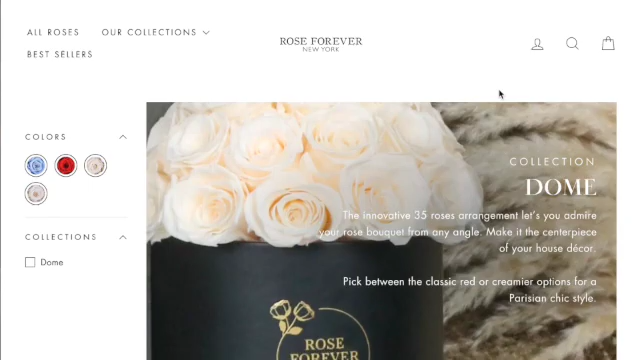 ALL ROSES
OUR COLLECTIONS
BEST SELLERS
ROSE FOREVER
NEW YORK
COLORS
COLLECTIONS
Dome
COLLECTION
DOME
The innovative 35 roses arrangement let's you admire
your rose bouquet from any angle. Make it the centerpiece
of your house décor.
Pick between the classic red or creamier options for a
Parisian chic style.
ROSE
FOREVER